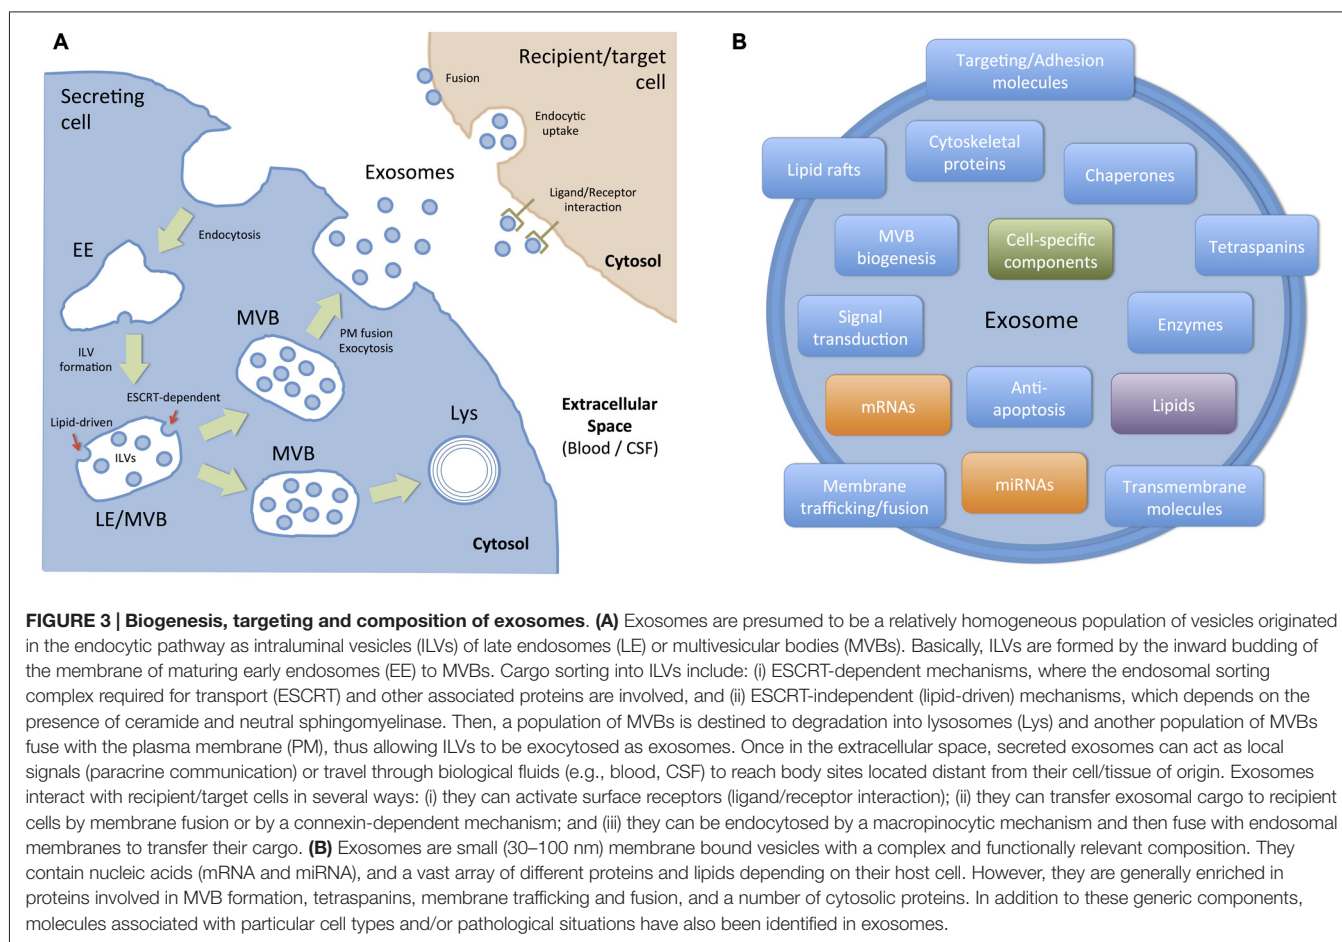 A
Secreting
cell
Recipient/target
cell
Fusion
Endocytic
uptake
Exosomes
Ligand/Receptor
interaction
Cytosol
Endocytosis
EE
ILV
formation
MVB
PM fusion
Exocytosis
ESCRT-dependent
Lipid-driven
ILVs
LE/MVB
MVB
Lys
Extracellular
Space
(Blood / CSF)
Cytosol
B
Targeting/Adhesion
molecules
Cytoskeletal
proteins
Lipid rafts
Chaperones
MVB
biogenesis
Cell-specific
components
Tetraspanins
Signal
transduction
Exosome
Enzymes
mRNAs
Anti-
apoptosis
Lipids
Membrane
trafficking/fusion
miRNAs
Transmembrane
molecules
FIGURE 3 | Biogenesis, targeting and composition of exosomes. (A) Exosomes are presumed to be a relatively homogeneous population of vesicles originated
in the endocytic pathway as intraluminal vesicles (ILVs) of late endosomes (LE) or multivesicular bodies (MVBs). Basically, ILVs are formed by the inward budding of
the membrane of maturing early endosomes (EE) to MVBs. Cargo sorting into ILVs include: (i) ESCRT-dependent mechanisms, where the endosomal sorting
complex required for transport (ESCRT) and other associated proteins are involved, and (ii) ESCRT-independent (lipid-driven) mechanisms, which depends on the
presence of ceramide and neutral sphingomyelinase. Then, a population of MVBs is destined to degradation into lysosomes (Lys) and another population of MVBs
fuse with the plasma membrane (PM), thus allowing ILVs to be exocytosed as exosomes. Once in the extracellular space, secreted exosomes can act as local
signals (paracrine communication) or travel through biological fluids (e.g., blood, CSF) to reach body sites located distant from their cell/tissue of origin. Exosomes
interact with recipient/target cells in several ways: (i) they can activate surface receptors (ligand/receptor interaction); (ii) they can transfer exosomal cargo to recipient
cells by membrane fusion or by a connexin-dependent mechanism; and (iii) they can be endocytosed by a macropinocytic mechanism and then fuse with endosomal
membranes to transfer their cargo. (B) Exosomes are small (30–100 nm) membrane bound vesicles with a complex and functionally relevant composition. They
contain nucleic acids (mRNA and miRNA), and a vast array of different proteins and lipids depending on their host cell. However, they are generally enriched in
proteins involved in MVB formation, tetraspanins, membrane trafficking and fusion, and a number of cytosolic proteins. In addition to these generic components,
molecules associated with particular cell types and/or pathological situations have also been identified in exosomes.